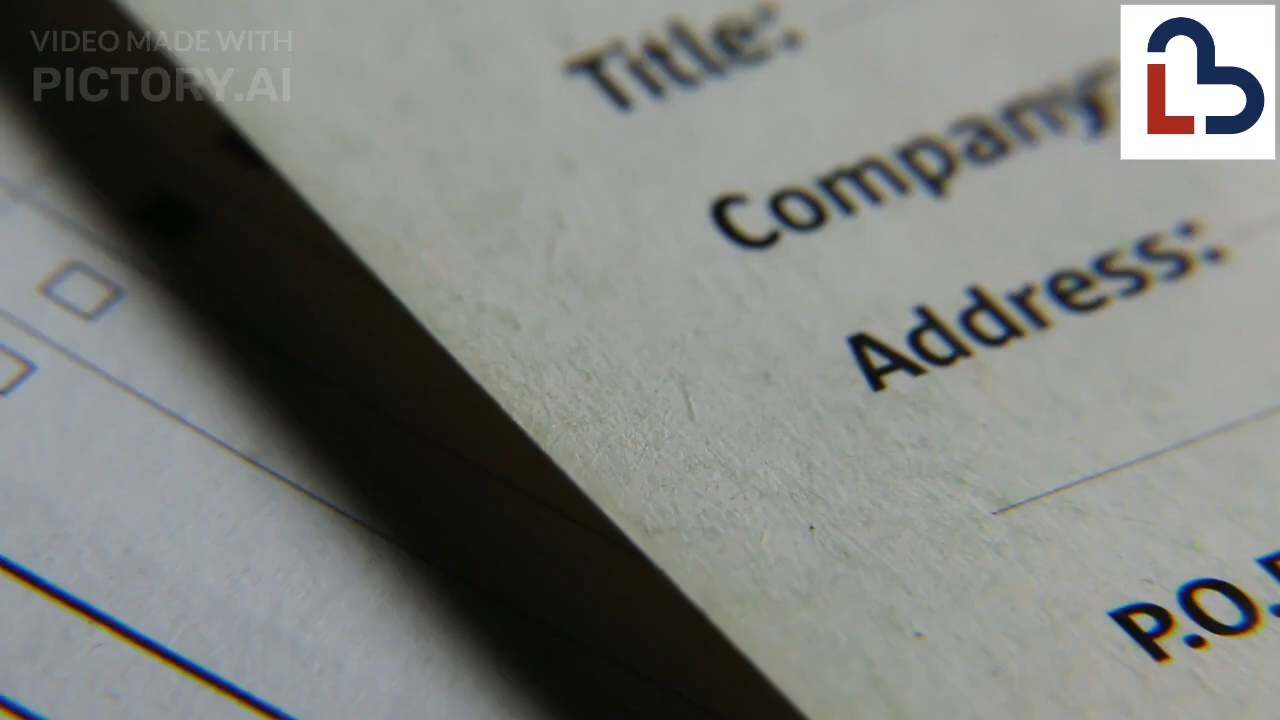 VIDEO MADE WITH
PICTORY.AI
Title:
Company:
Address:
P.O.